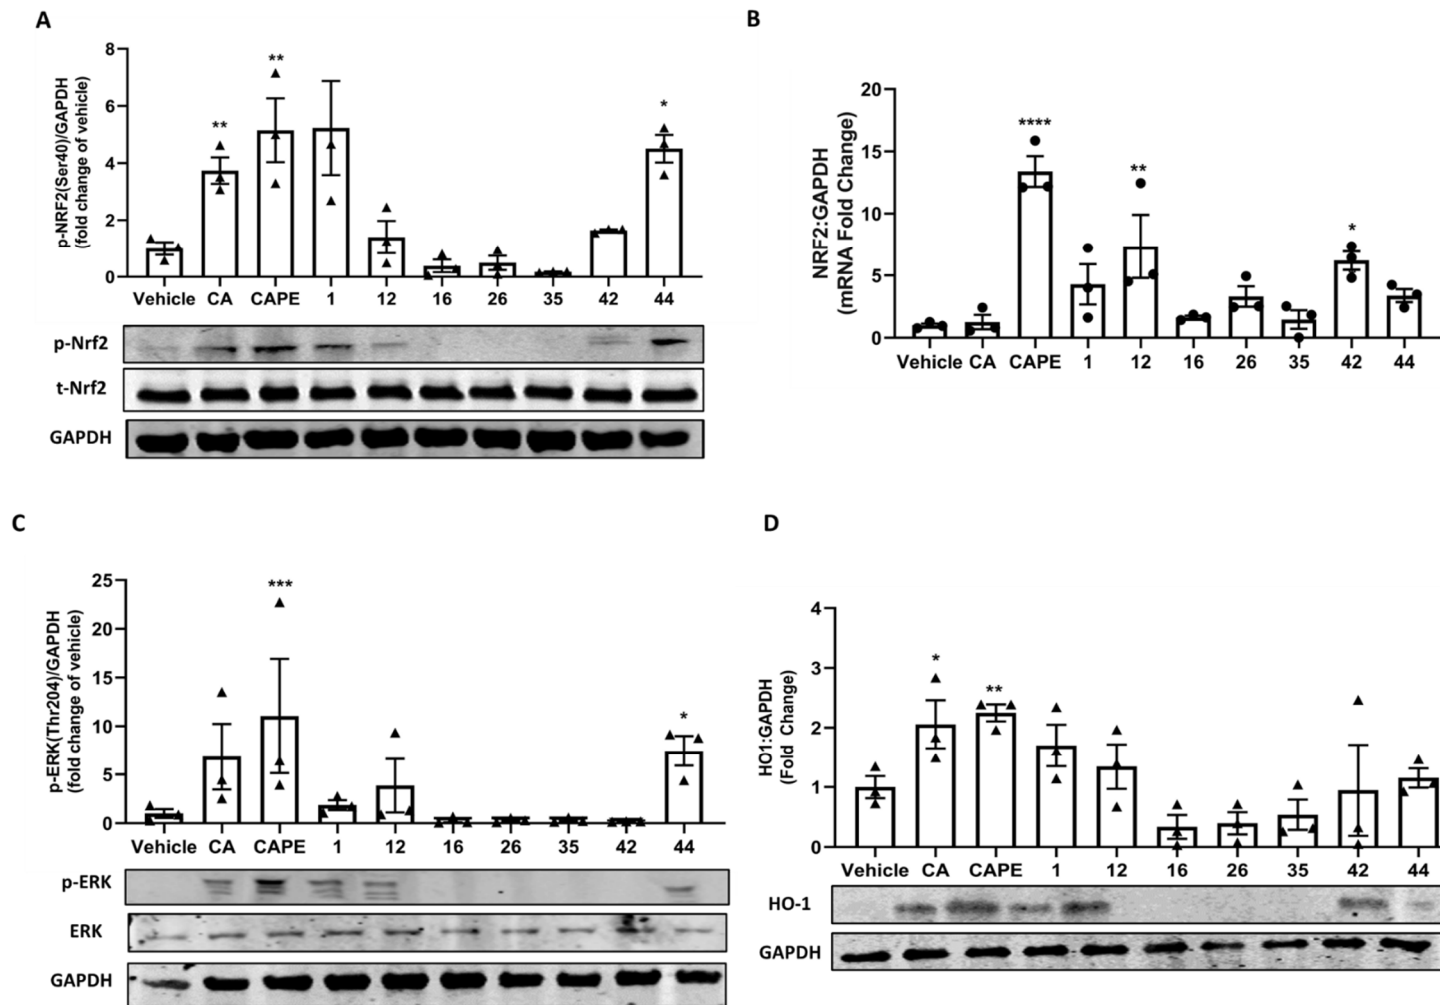 A
p-NRF2(Ser40)/GAPDH
(fold change of vehicle)
8
6
4
2
0
**
**
*
Vehicle CA CAPE 1 12 16 26 35 42 44
p-Nrf2
t-Nrf2
GAPDH
B
NRF2:GAPDH
(mRNA Fold Change)
20
15
10
5
0
****
**
*
Vehicle CA CAPE 1 12 16 26 35 42 44
C
p-ERK(Thr204)/GAPDH
(fold change of vehicle)
25
20
15
10
5
0
***
*
Vehicle CA CAPE 1 12 16 26 35 42 44
p-ERK
ERK
GAPDH
D
HO1:GAPDH
(Fold Change)
4
3
2
1
0
*
**
Vehicle CA CAPE 1 12 16 26 35 42 44
HO-1
GAPDH